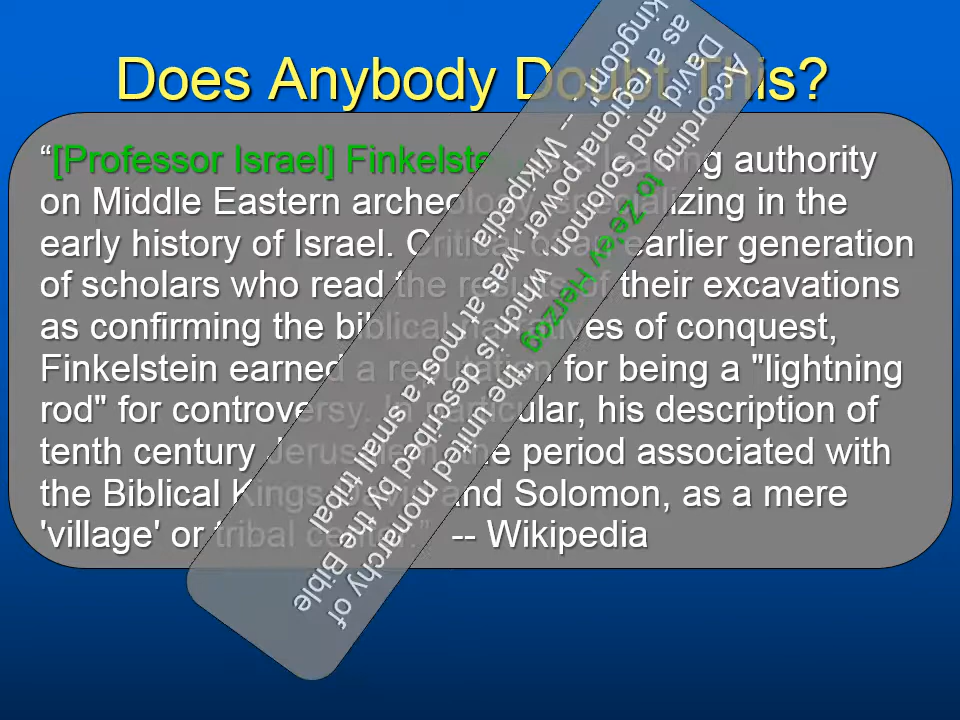 Does Anybody Doubt This?
“[Professor Israel] Finkelstein is a leading authority
on Middle Eastern archeology, specializing in the
early history of Israel. Critical of an earlier generation
of scholars who read the results of their excavations
as confirming the biblical narratives of conquest,
Finkelstein earned a reputation for being a "lightning
rod" for controversy. In particular, his description of
tenth century Jerusalem, the period associated with
the Biblical Kings David and Solomon, as a mere
'village' or tribal center.” -- Wikipedia
According to Ze'ev Herzog "the united monarchy of
David and Solomon, which is described by the Bible
as a regional power, was at most a small tribal
kingdom." -- Wikipedia